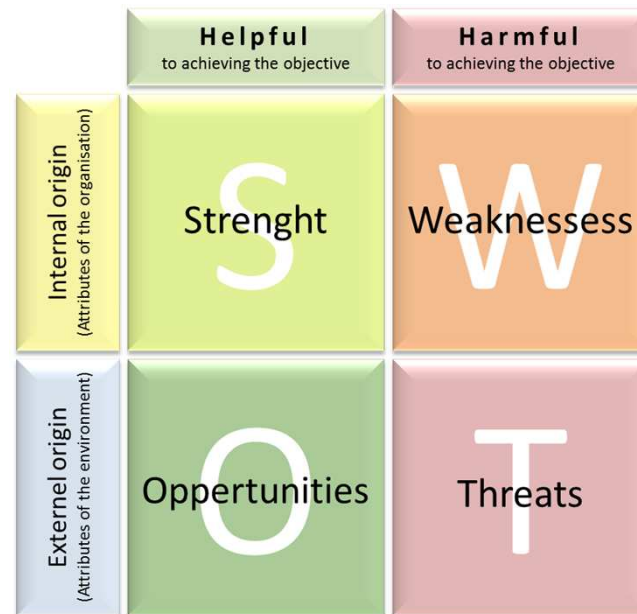 Helpful
to achieving the objective
Harmful
to achieving the objective
Internal origin
(Attributes of the organisation)
S
Strenght
W
Weaknessess
Externel origin
(Attributes of the environment)
O
Oppertunities
T
Threats